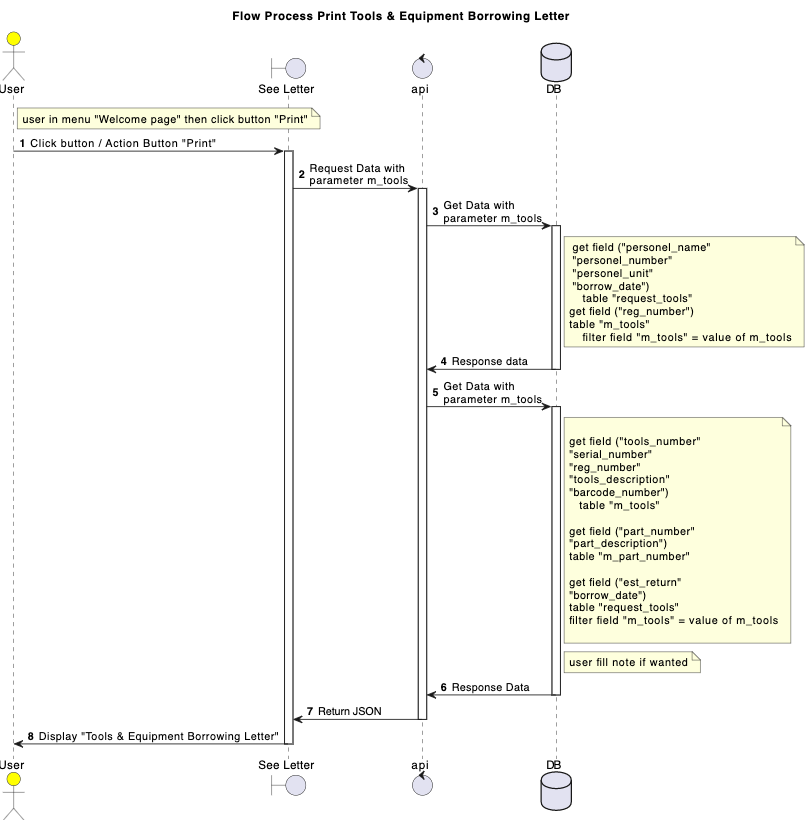 Flow Process Print Tools & Equipment Borrowing Letter
User
See Letter
api
DB
user in menu "Welcome page" then click button "Print"
1 Click button / Action Button "Print"
2 Request Data with
parameter m_tools
3 Get Data with
parameter m_tools
get field ("personel_name"
"personel_number"
"personel_unit"
"borrow_date")
table "request_tools"
get field ("reg_number")
table "m_tools"
filter field "m_tools" = value of m_tools
4 Response data
5 Get Data with
parameter m_tools
get field ("tools_number"
"serial_number"
"reg_number"
"tools_description"
"barcode_number")
table "m_tools"
get field ("part_number"
"part_description")
table "m_part_number"
get field ("est_return"
"borrow_date")
table "request_tools"
filter field "m_tools" = value of m_tools
user fill note if wanted
6 Response Data
7 Return JSON
8 Display "Tools & Equipment Borrowing Letter"
User
See Letter
api
DB